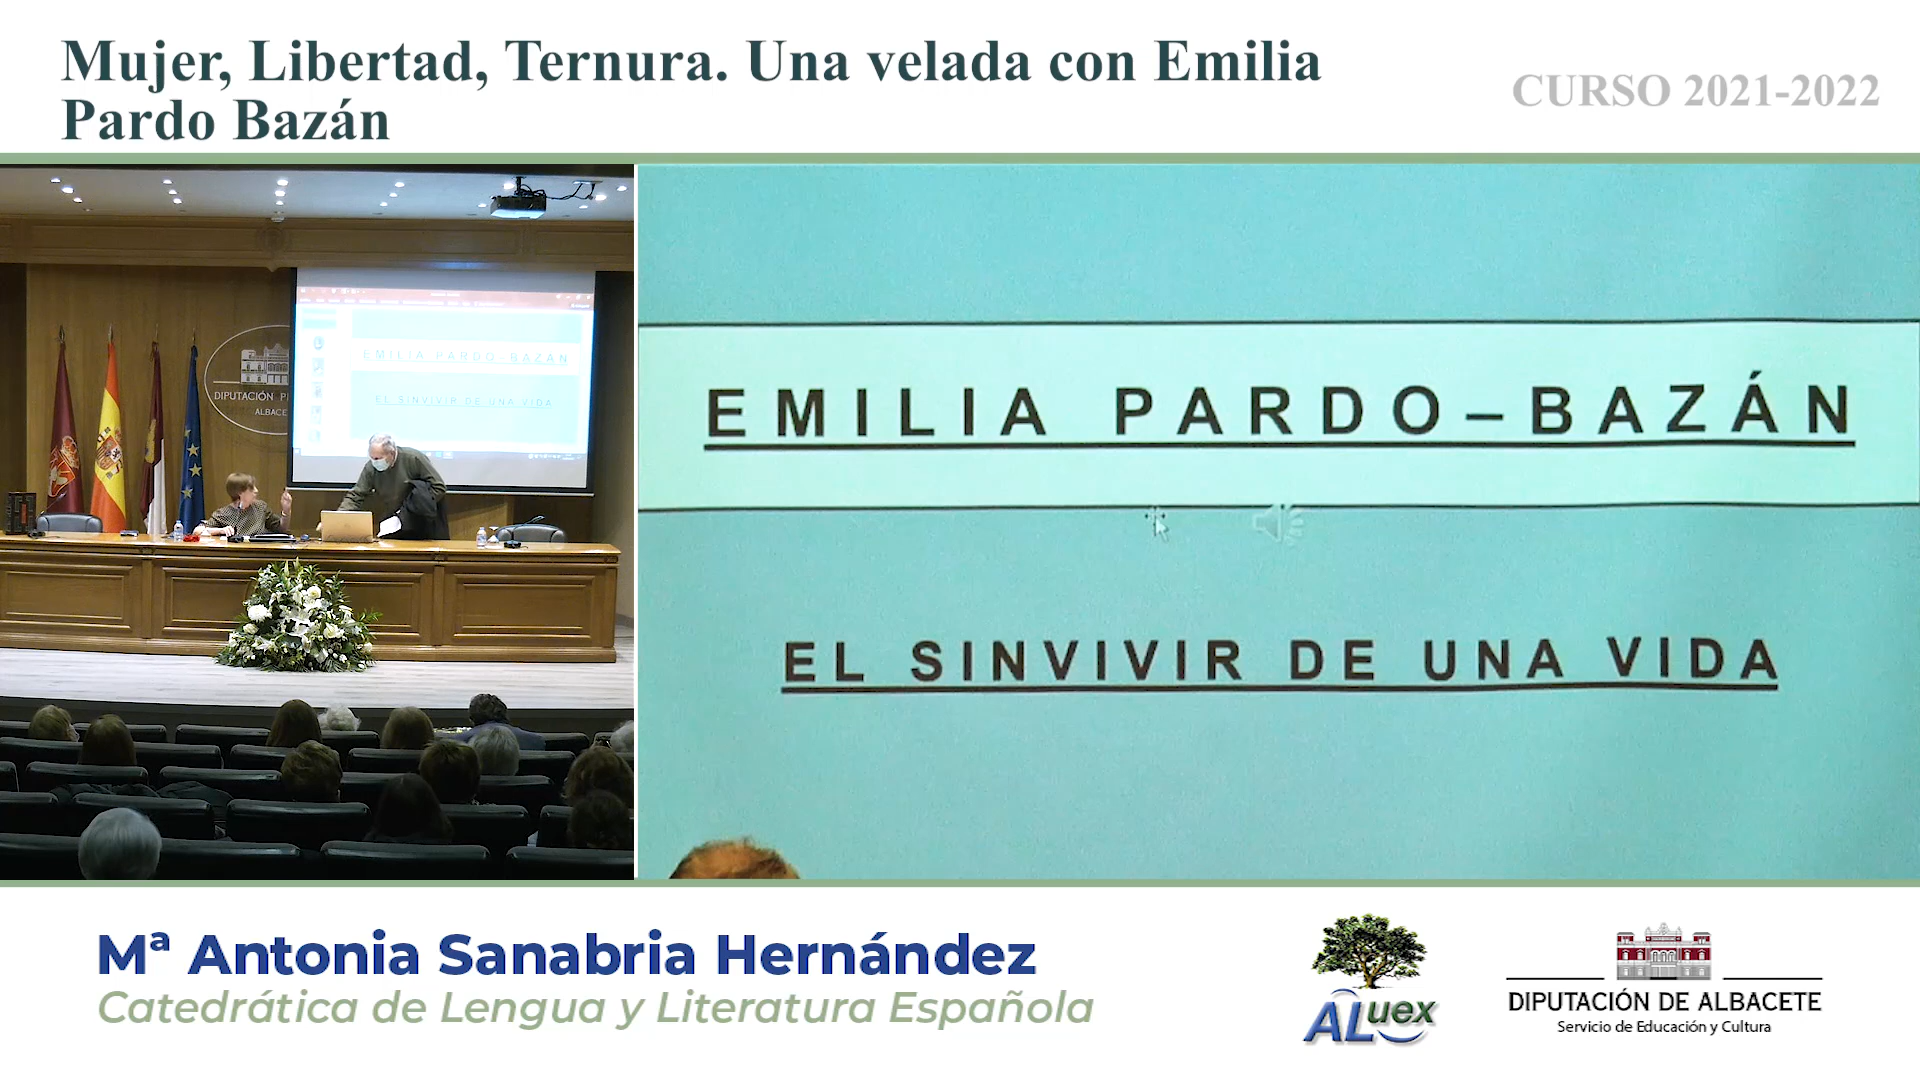 Mujer, Libertad, Ternura. Una velada con Emilia
Pardo Bazán
CURSO 2021-2022
EMILIA PARDO-BAZÁN
EL SINVIVIR DE UNA VIDA
DIPUTACIÓN P
ALBACE
EMILIA PARDO–BAZÁN
EL SINVIVIR DE UNA VIDA
Mª Antonia Sanabria Hernández
Catedrática de Lengua y Literatura Española
ALuex
DIPUTACIÓN DE ALBACETE
Servicio de Educación y Cultura